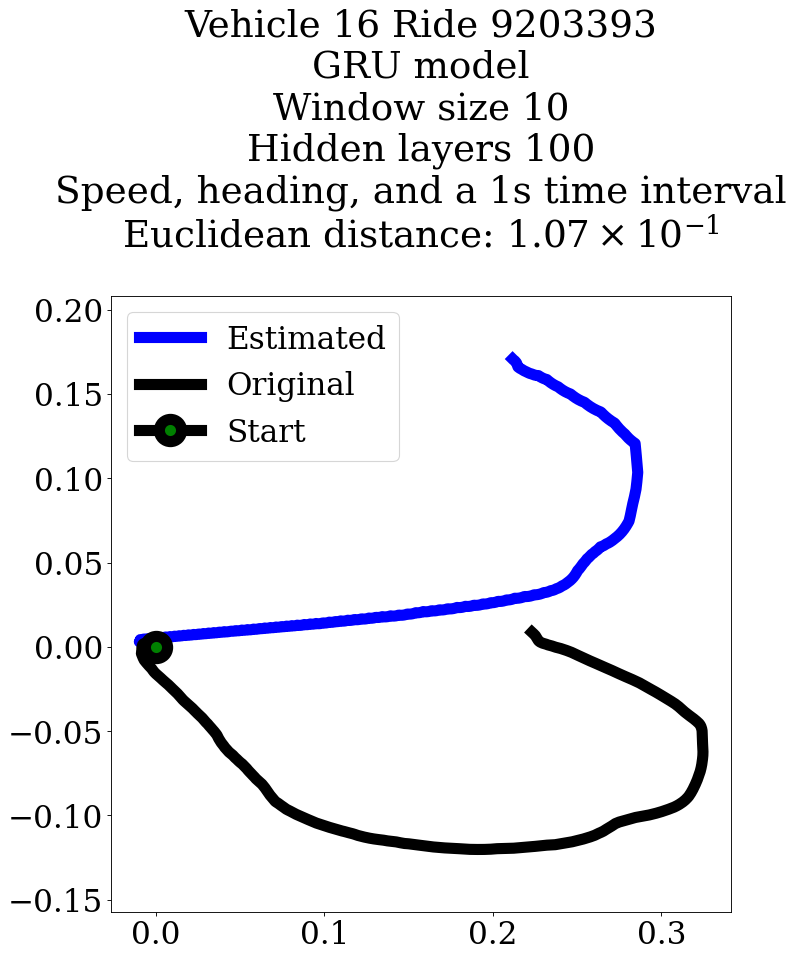 Vehicle 16 Ride 9203393
GRU model
Window size 10
Hidden layers 100
Speed, heading, and a 1s time interval
Euclidean distance: 1.07 × 10⁻¹
Estimated
Original
Start
0.20
0.15
0.10
0.05
0.00
−0.05
−0.10
−0.15
0.0 0.1 0.2 0.3